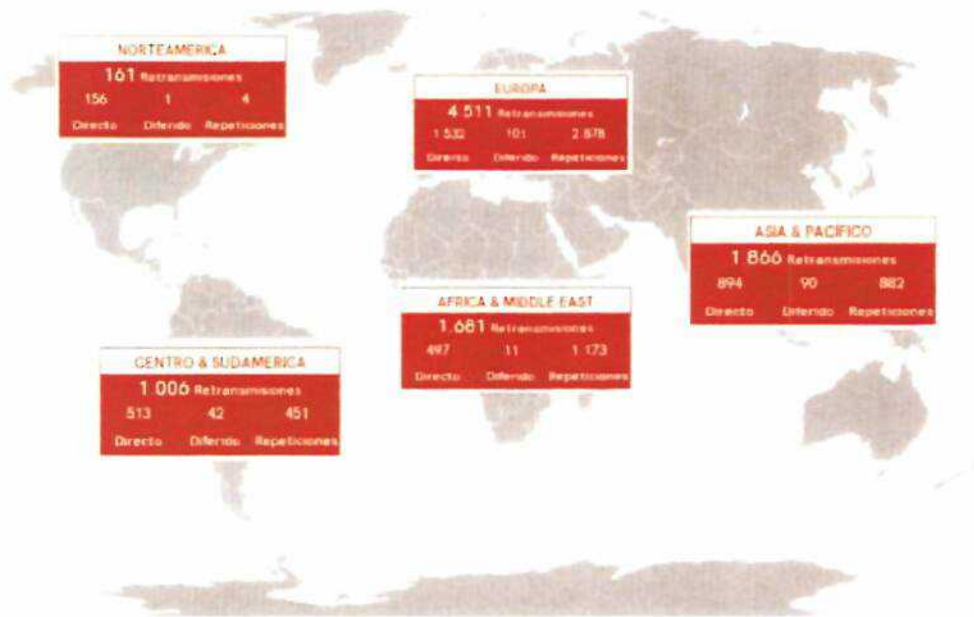 NORTEAMERICA
161 Retransmisiones
156 1 4
Directo Diferido Repeticiones
EUROPA
4.511 Retransmisiones
1.532 101 2.878
Directo Diferido Repeticiones
ASIA & PACIFICO
1.866 Retransmisiones
894 90 882
Directo Diferido Repeticiones
AFRICA & MIDDLE EAST
1.681 Retransmisiones
497 11 1.173
Directo Diferido Repeticiones
CENTRO & SUDAMERICA
1.006 Retransmisiones
513 42 451
Directo Diferido Repeticiones